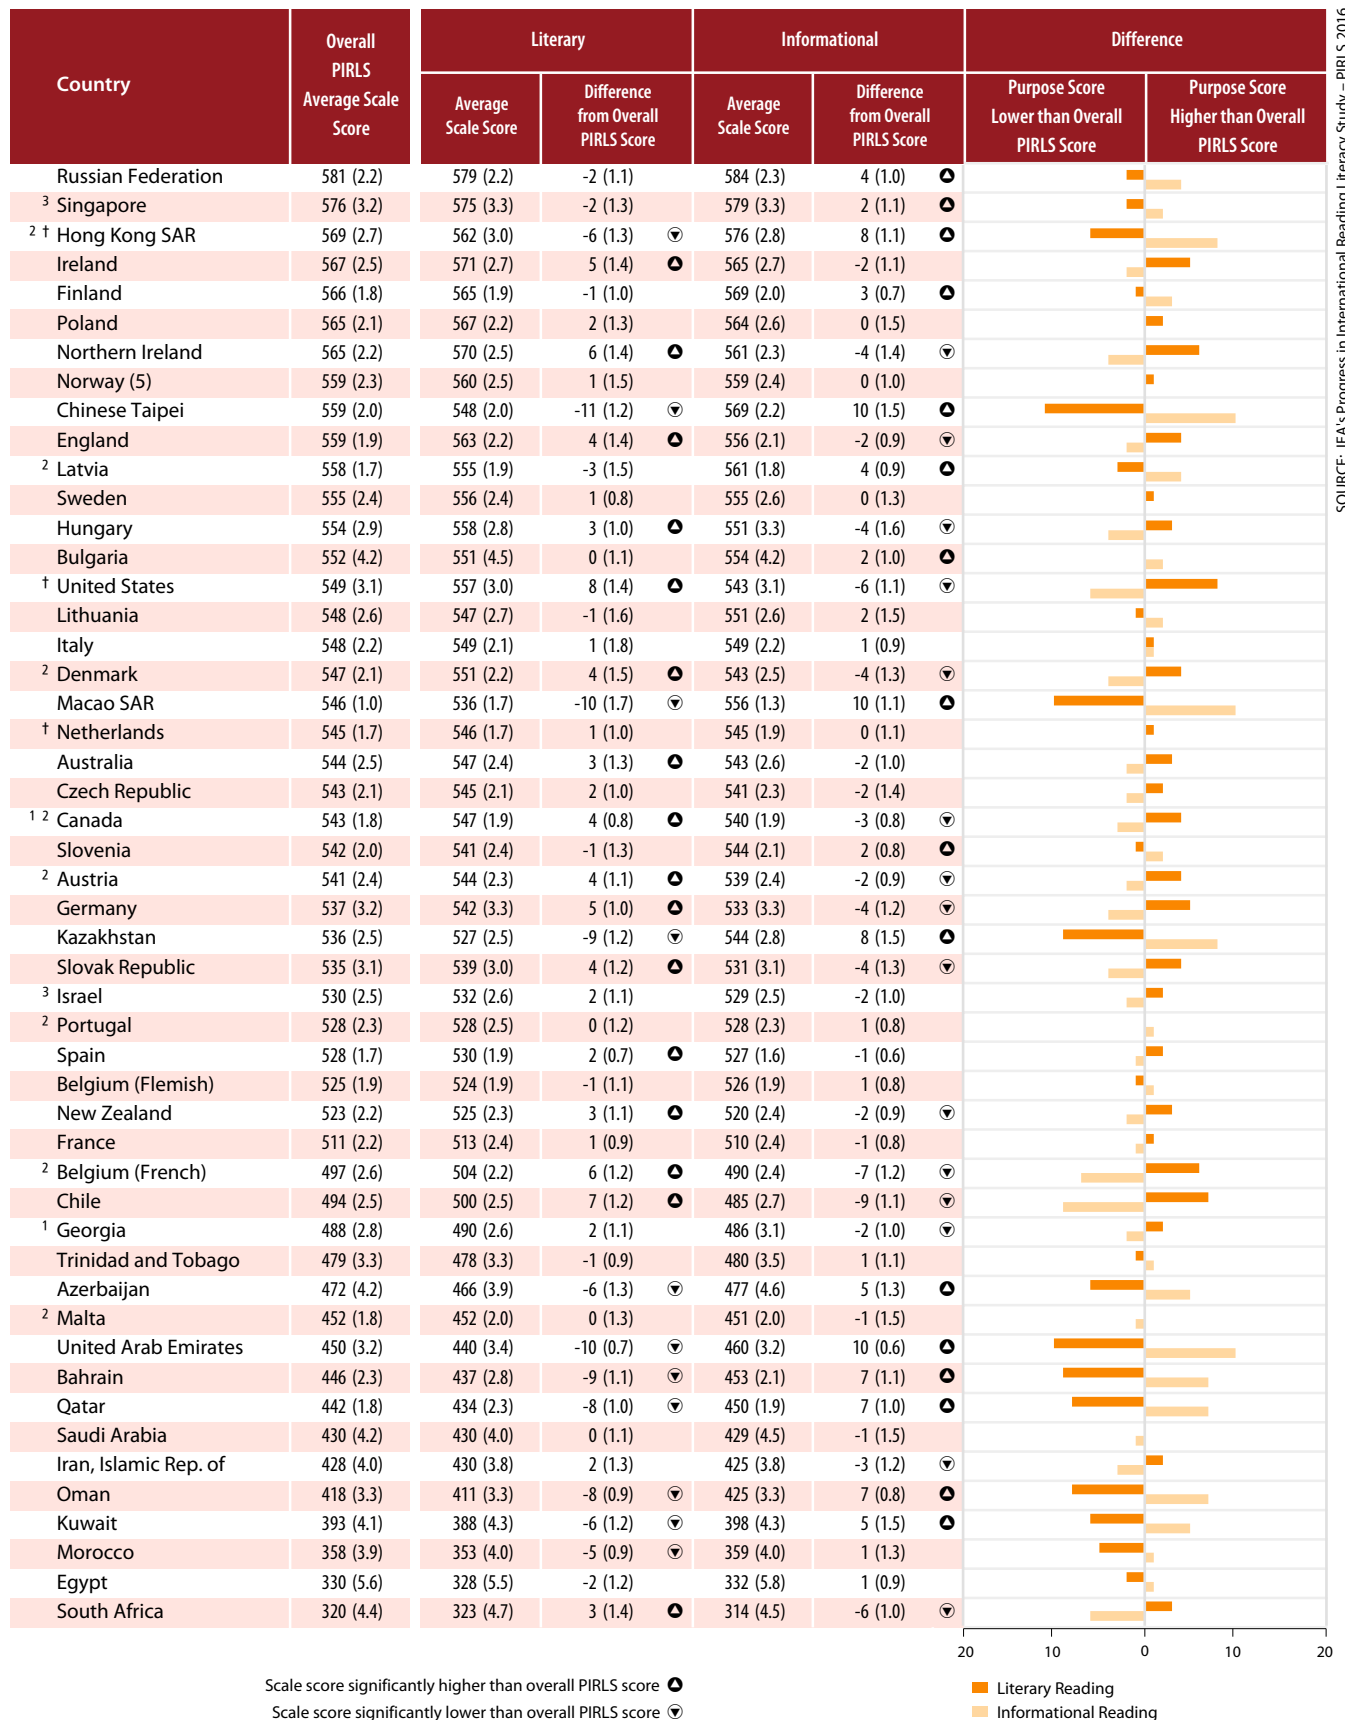 Country
Overall PIRLS Average Scale Score
Literary
Informational
Difference
Average Scale Score
Difference from Overall PIRLS Score
Average Scale Score
Difference from Overall PIRLS Score
Purpose Score Lower than Overall PIRLS Score
Purpose Score Higher than Overall PIRLS Score
Russian Federation 581 (2.2) 579 (2.2) -2 (1.1) 584 (2.3) 4 (1.0)
3 Singapore 576 (3.2) 575 (3.3) -2 (1.3) 579 (3.3) 2 (1.1)
2 † Hong Kong SAR 569 (2.7) 562 (3.0) -6 (1.3) 576 (2.8) 8 (1.1)
Ireland 567 (2.5) 571 (2.7) 5 (1.4) 565 (2.7) -2 (1.1)
Finland 566 (1.8) 565 (1.9) -1 (1.0) 569 (2.0) 3 (0.7)
Poland 565 (2.1) 567 (2.2) 2 (1.3) 564 (2.6) 0 (1.5)
Northern Ireland 565 (2.2) 570 (2.5) 6 (1.4) 561 (2.3) -4 (1.4)
Norway (5) 559 (2.3) 560 (2.5) 1 (1.5) 559 (2.4) 0 (1.0)
Chinese Taipei 559 (2.0) 548 (2.0) -11 (1.2) 569 (2.2) 10 (1.5)
England 559 (1.9) 563 (2.2) 4 (1.4) 556 (2.1) -2 (0.9)
2 Latvia 558 (1.7) 555 (1.9) -3 (1.5) 561 (1.8) 4 (0.9)
Sweden 555 (2.4) 556 (2.4) 1 (0.8) 555 (2.6) 0 (1.3)
Hungary 554 (2.9) 558 (2.8) 3 (1.0) 551 (3.3) -4 (1.6)
Bulgaria 552 (4.2) 551 (4.5) 0 (1.1) 554 (4.2) 2 (1.0)
† United States 549 (3.1) 557 (3.0) 8 (1.4) 543 (3.1) -6 (1.1)
Lithuania 548 (2.6) 547 (2.7) -1 (1.6) 551 (2.6) 2 (1.5)
Italy 548 (2.2) 549 (2.1) 1 (1.8) 549 (2.2) 1 (0.9)
2 Denmark 547 (2.1) 551 (2.2) 4 (1.5) 543 (2.5) -4 (1.3)
Macao SAR 546 (1.0) 536 (1.7) -10 (1.7) 556 (1.3) 10 (1.1)
† Netherlands 545 (1.7) 546 (1.7) 1 (1.0) 545 (1.9) 0 (1.1)
Australia 544 (2.5) 547 (2.4) 3 (1.3) 543 (2.6) -2 (1.0)
Czech Republic 543 (2.1) 545 (2.1) 2 (1.0) 541 (2.3) -2 (1.4)
1 2 Canada 543 (1.8) 547 (1.9) 4 (0.8) 540 (1.9) -3 (0.8)
Slovenia 542 (2.0) 541 (2.4) -1 (1.3) 544 (2.1) 2 (0.8)
2 Austria 541 (2.4) 544 (2.3) 4 (1.1) 539 (2.4) -2 (0.9)
Germany 537 (3.2) 542 (3.3) 5 (1.0) 533 (3.3) -4 (1.2)
Kazakhstan 536 (2.5) 527 (2.5) -9 (1.2) 544 (2.8) 8 (1.5)
Slovak Republic 535 (3.1) 539 (3.0) 4 (1.2) 531 (3.1) -4 (1.3)
3 Israel 530 (2.5) 532 (2.6) 2 (1.1) 529 (2.5) -2 (1.0)
2 Portugal 528 (2.3) 528 (2.5) 0 (1.2) 528 (2.3) 1 (0.8)
Spain 528 (1.7) 530 (1.9) 2 (0.7) 527 (1.6) -1 (0.6)
Belgium (Flemish) 525 (1.9) 524 (1.9) -1 (1.1) 526 (1.9) 1 (0.8)
New Zealand 523 (2.2) 525 (2.3) 3 (1.1) 520 (2.4) -2 (0.9)
France 511 (2.2) 513 (2.4) 1 (0.9) 510 (2.4) -1 (0.8)
2 Belgium (French) 497 (2.6) 504 (2.2) 6 (1.2) 490 (2.4) -7 (1.2)
Chile 494 (2.5) 500 (2.5) 7 (1.2) 485 (2.7) -9 (1.1)
1 Georgia 488 (2.8) 490 (2.6) 2 (1.1) 486 (3.1) -2 (1.0)
Trinidad and Tobago 479 (3.3) 478 (3.3) -1 (0.9) 480 (3.5) 1 (1.1)
Azerbaijan 472 (4.2) 466 (3.9) -6 (1.3) 477 (4.6) 5 (1.3)
2 Malta 452 (1.8) 452 (2.0) 0 (1.3) 451 (2.0) -1 (1.5)
United Arab Emirates 450 (3.2) 440 (3.4) -10 (0.7) 460 (3.2) 10 (0.6)
Bahrain 446 (2.3) 437 (2.8) -9 (1.1) 453 (2.1) 7 (1.1)
Qatar 442 (1.8) 434 (2.3) -8 (1.0) 450 (1.9) 7 (1.0)
Saudi Arabia 430 (4.2) 430 (4.0) 0 (1.1) 429 (4.5) -1 (1.5)
Iran, Islamic Rep. of 428 (4.0) 430 (3.8) 2 (1.3) 425 (3.8) -3 (1.2)
Oman 418 (3.3) 411 (3.3) -8 (0.9) 425 (3.3) 7 (0.8)
Kuwait 393 (4.1) 388 (4.3) -6 (1.2) 398 (4.3) 5 (1.5)
Morocco 358 (3.9) 353 (4.0) -5 (0.9) 359 (4.0) 1 (1.3)
Egypt 330 (5.6) 328 (5.5) -2 (1.2) 332 (5.8) 1 (0.9)
South Africa 320 (4.4) 323 (4.7) 3 (1.4) 314 (4.5) -6 (1.0)
20 10 0 10 20
Scale score significantly higher than overall PIRLS score
Scale score significantly lower than overall PIRLS score
Literary Reading
Informational Reading
SOURCE: IEA's Progress in International Reading Literacy Study – PIRLS 2016